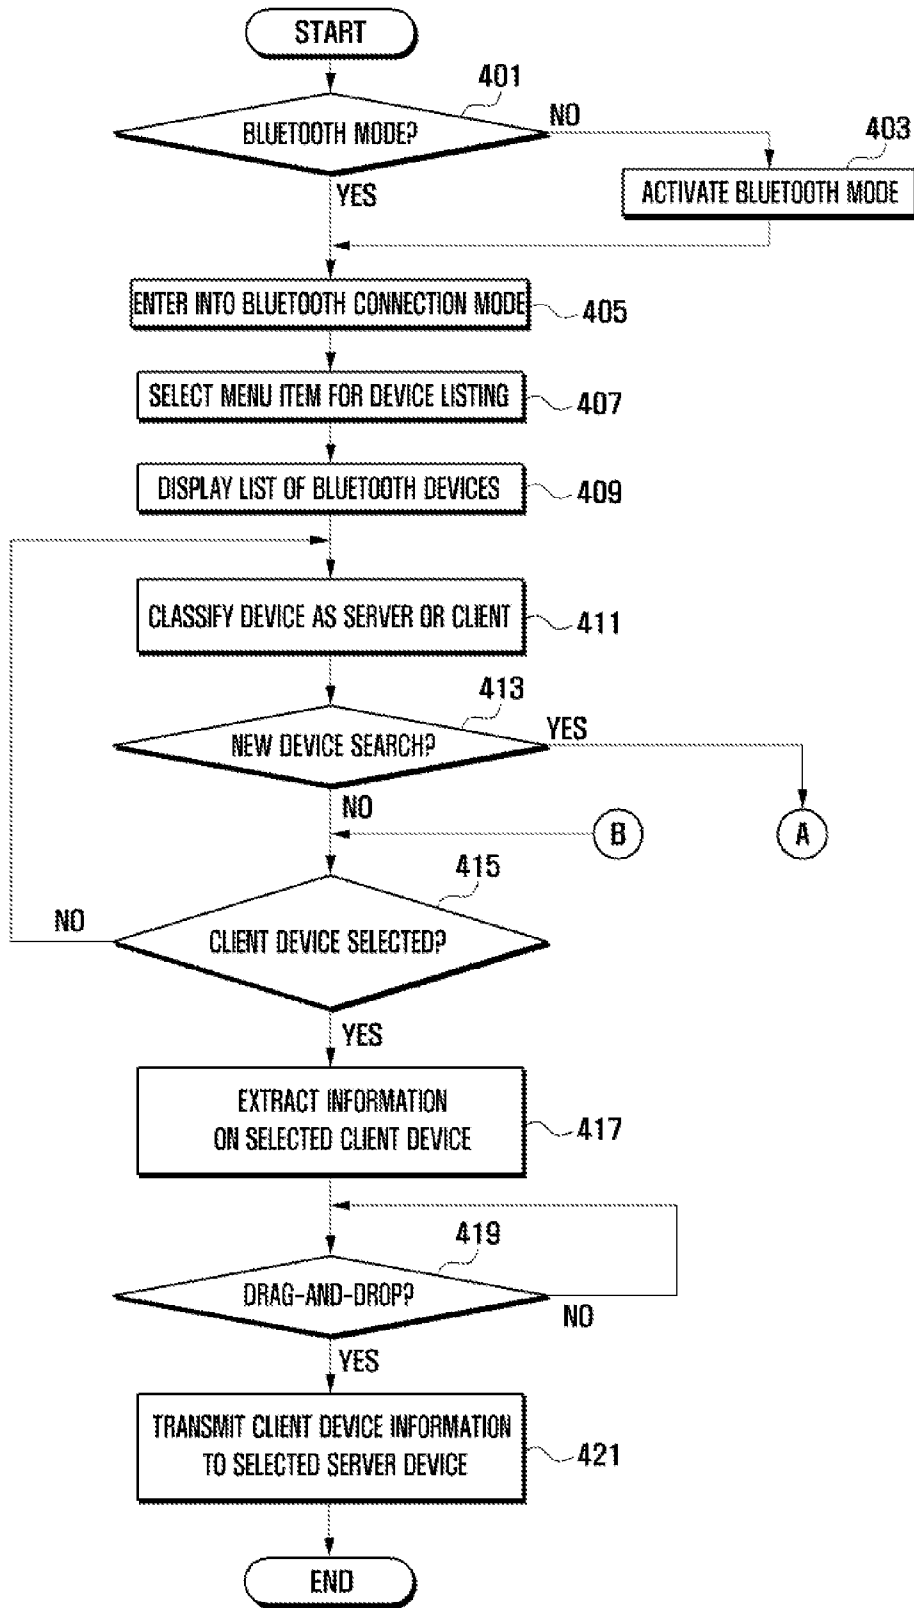 START
401
BLUETOOTH MODE?
NO
403
ACTIVATE BLUETOOTH MODE
YES
ENTER INTO BLUETOOTH CONNECTION MODE
405
SELECT MENU ITEM FOR DEVICE LISTING
407
DISPLAY LIST OF BLUETOOTH DEVICES
409
CLASSIFY DEVICE AS SERVER OR CLIENT
411
413
NEW DEVICE SEARCH?
YES
NO
B
A
415
NO
CLIENT DEVICE SELECTED?
YES
EXTRACT INFORMATION
ON SELECTED CLIENT DEVICE
417
419
DRAG-AND-DROP?
NO
YES
TRANSMIT CLIENT DEVICE INFORMATION
TO SELECTED SERVER DEVICE
421
END